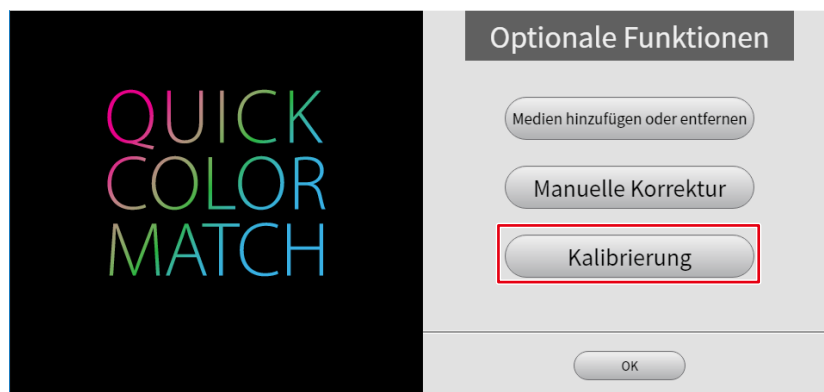 QUICK
COLOR
MATCH
Optionale Funktionen
Medien hinzufügen oder entfernen
Manuelle Korrektur
Kalibrierung
OK